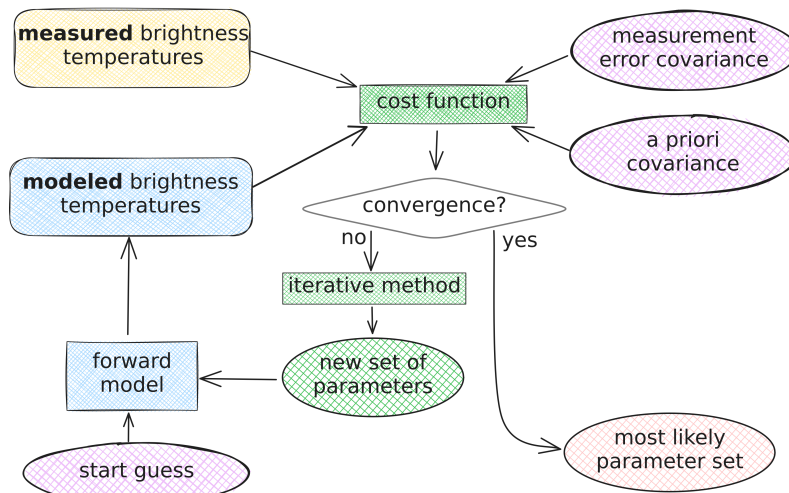 measured brightness
temperatures
measurement
error covariance
cost function
a priori
covariance
modeled brightness
temperatures
convergence?
no
yes
iterative method
forward
model
new set of
parameters
start guess
most likely
parameter set